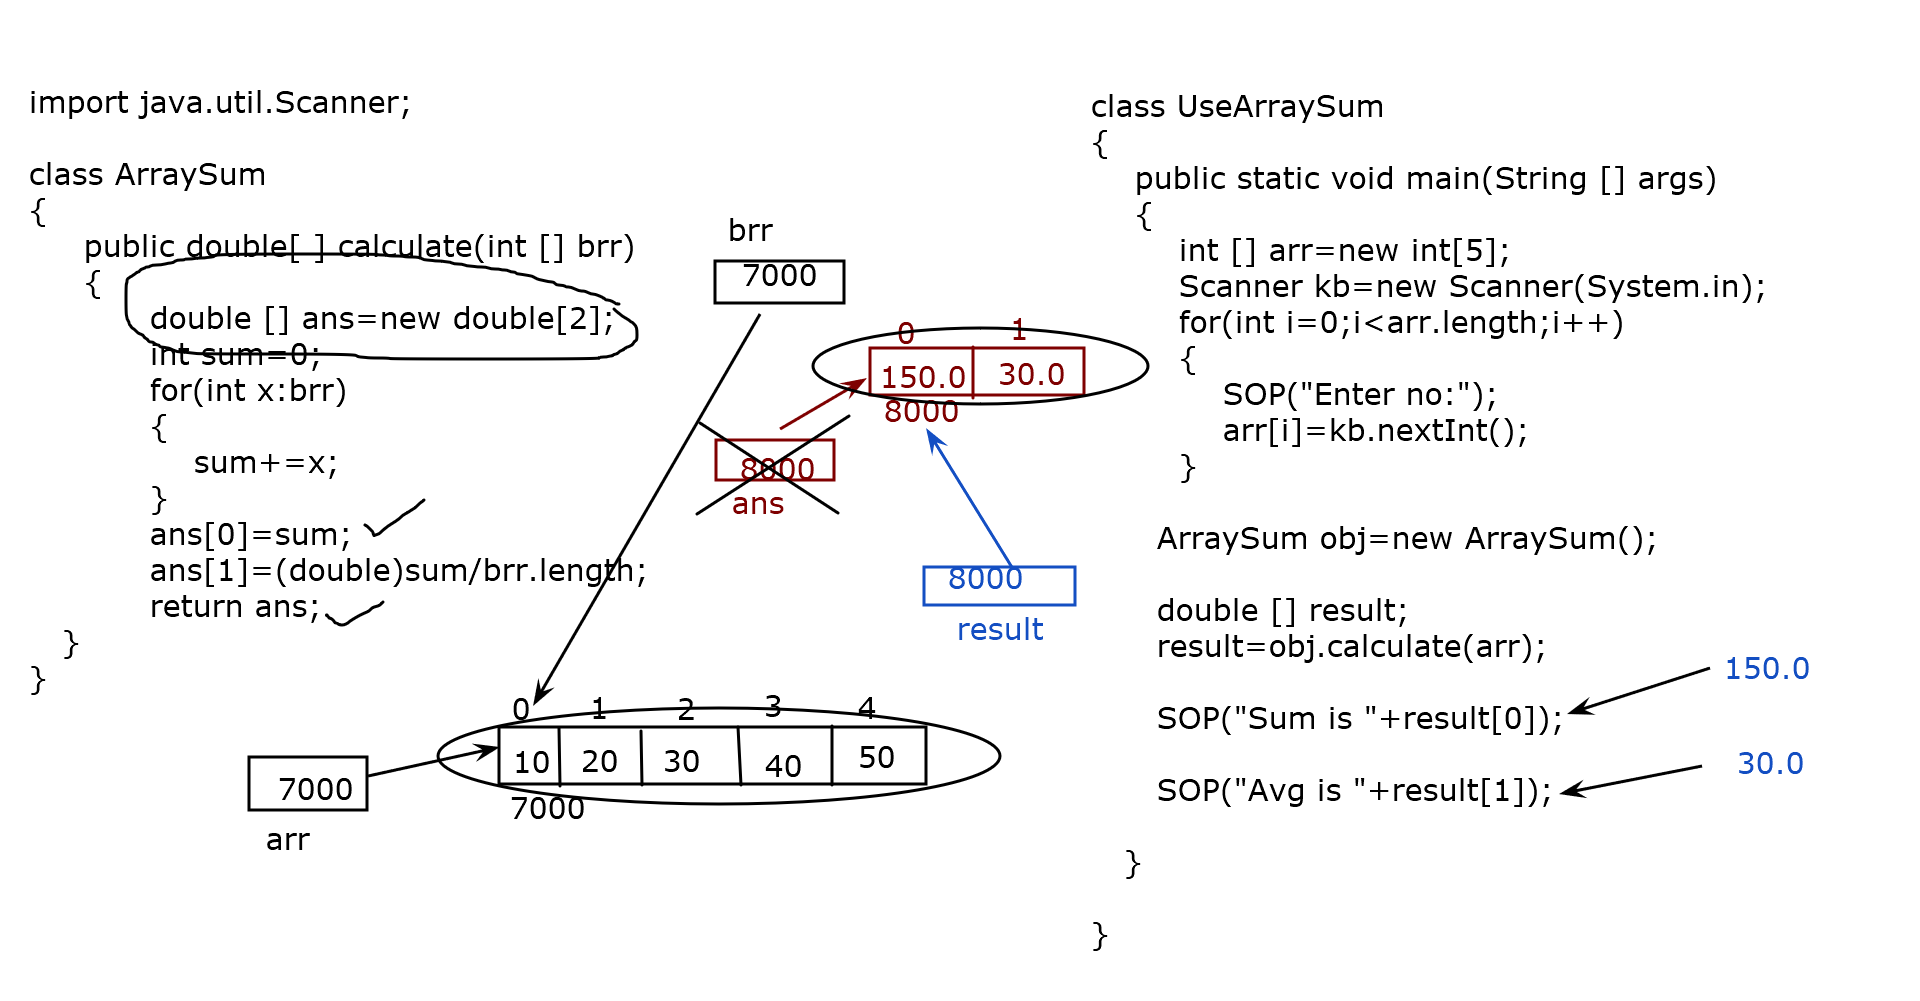 import java.util.Scanner;
class ArraySum
{
public double[ ] calculate(int [] brr)
{
double [] ans=new double[2];
int sum=0;
for(int x:brr)
{
sum+=x;
}
ans[0]=sum;
ans[1]=(double)sum/brr.length;
return ans;
}
}
brr
7000
0 1
150.0 30.0
8000
8000
ans
8000
result
0 1 2 3 4
10 20 30 40 50
7000
7000
arr
class UseArraySum
{
public static void main(String [] args)
{
int [] arr=new int[5];
Scanner kb=new Scanner(System.in);
for(int i=0;i<arr.length;i++)
{
SOP("Enter no:");
arr[i]=kb.nextInt();
}
ArraySum obj=new ArraySum();
double [] result;
result=obj.calculate(arr);
150.0
SOP("Sum is "+result[0]);
30.0
SOP("Avg is "+result[1]);
}
}